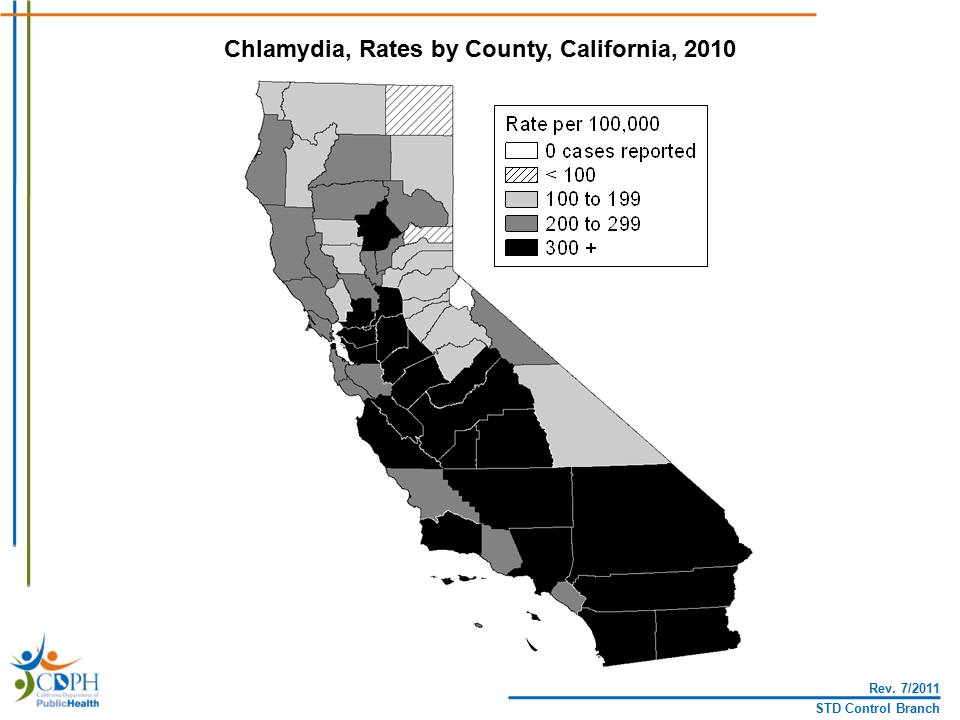 Chlamydia, Rates by County, California, 2010
Rate per 100,000
0 cases reported
< 100
100 to 199
200 to 299
300 +
CDPH
California Department of
PublicHealth
Rev. 7/2011
STD Control Branch